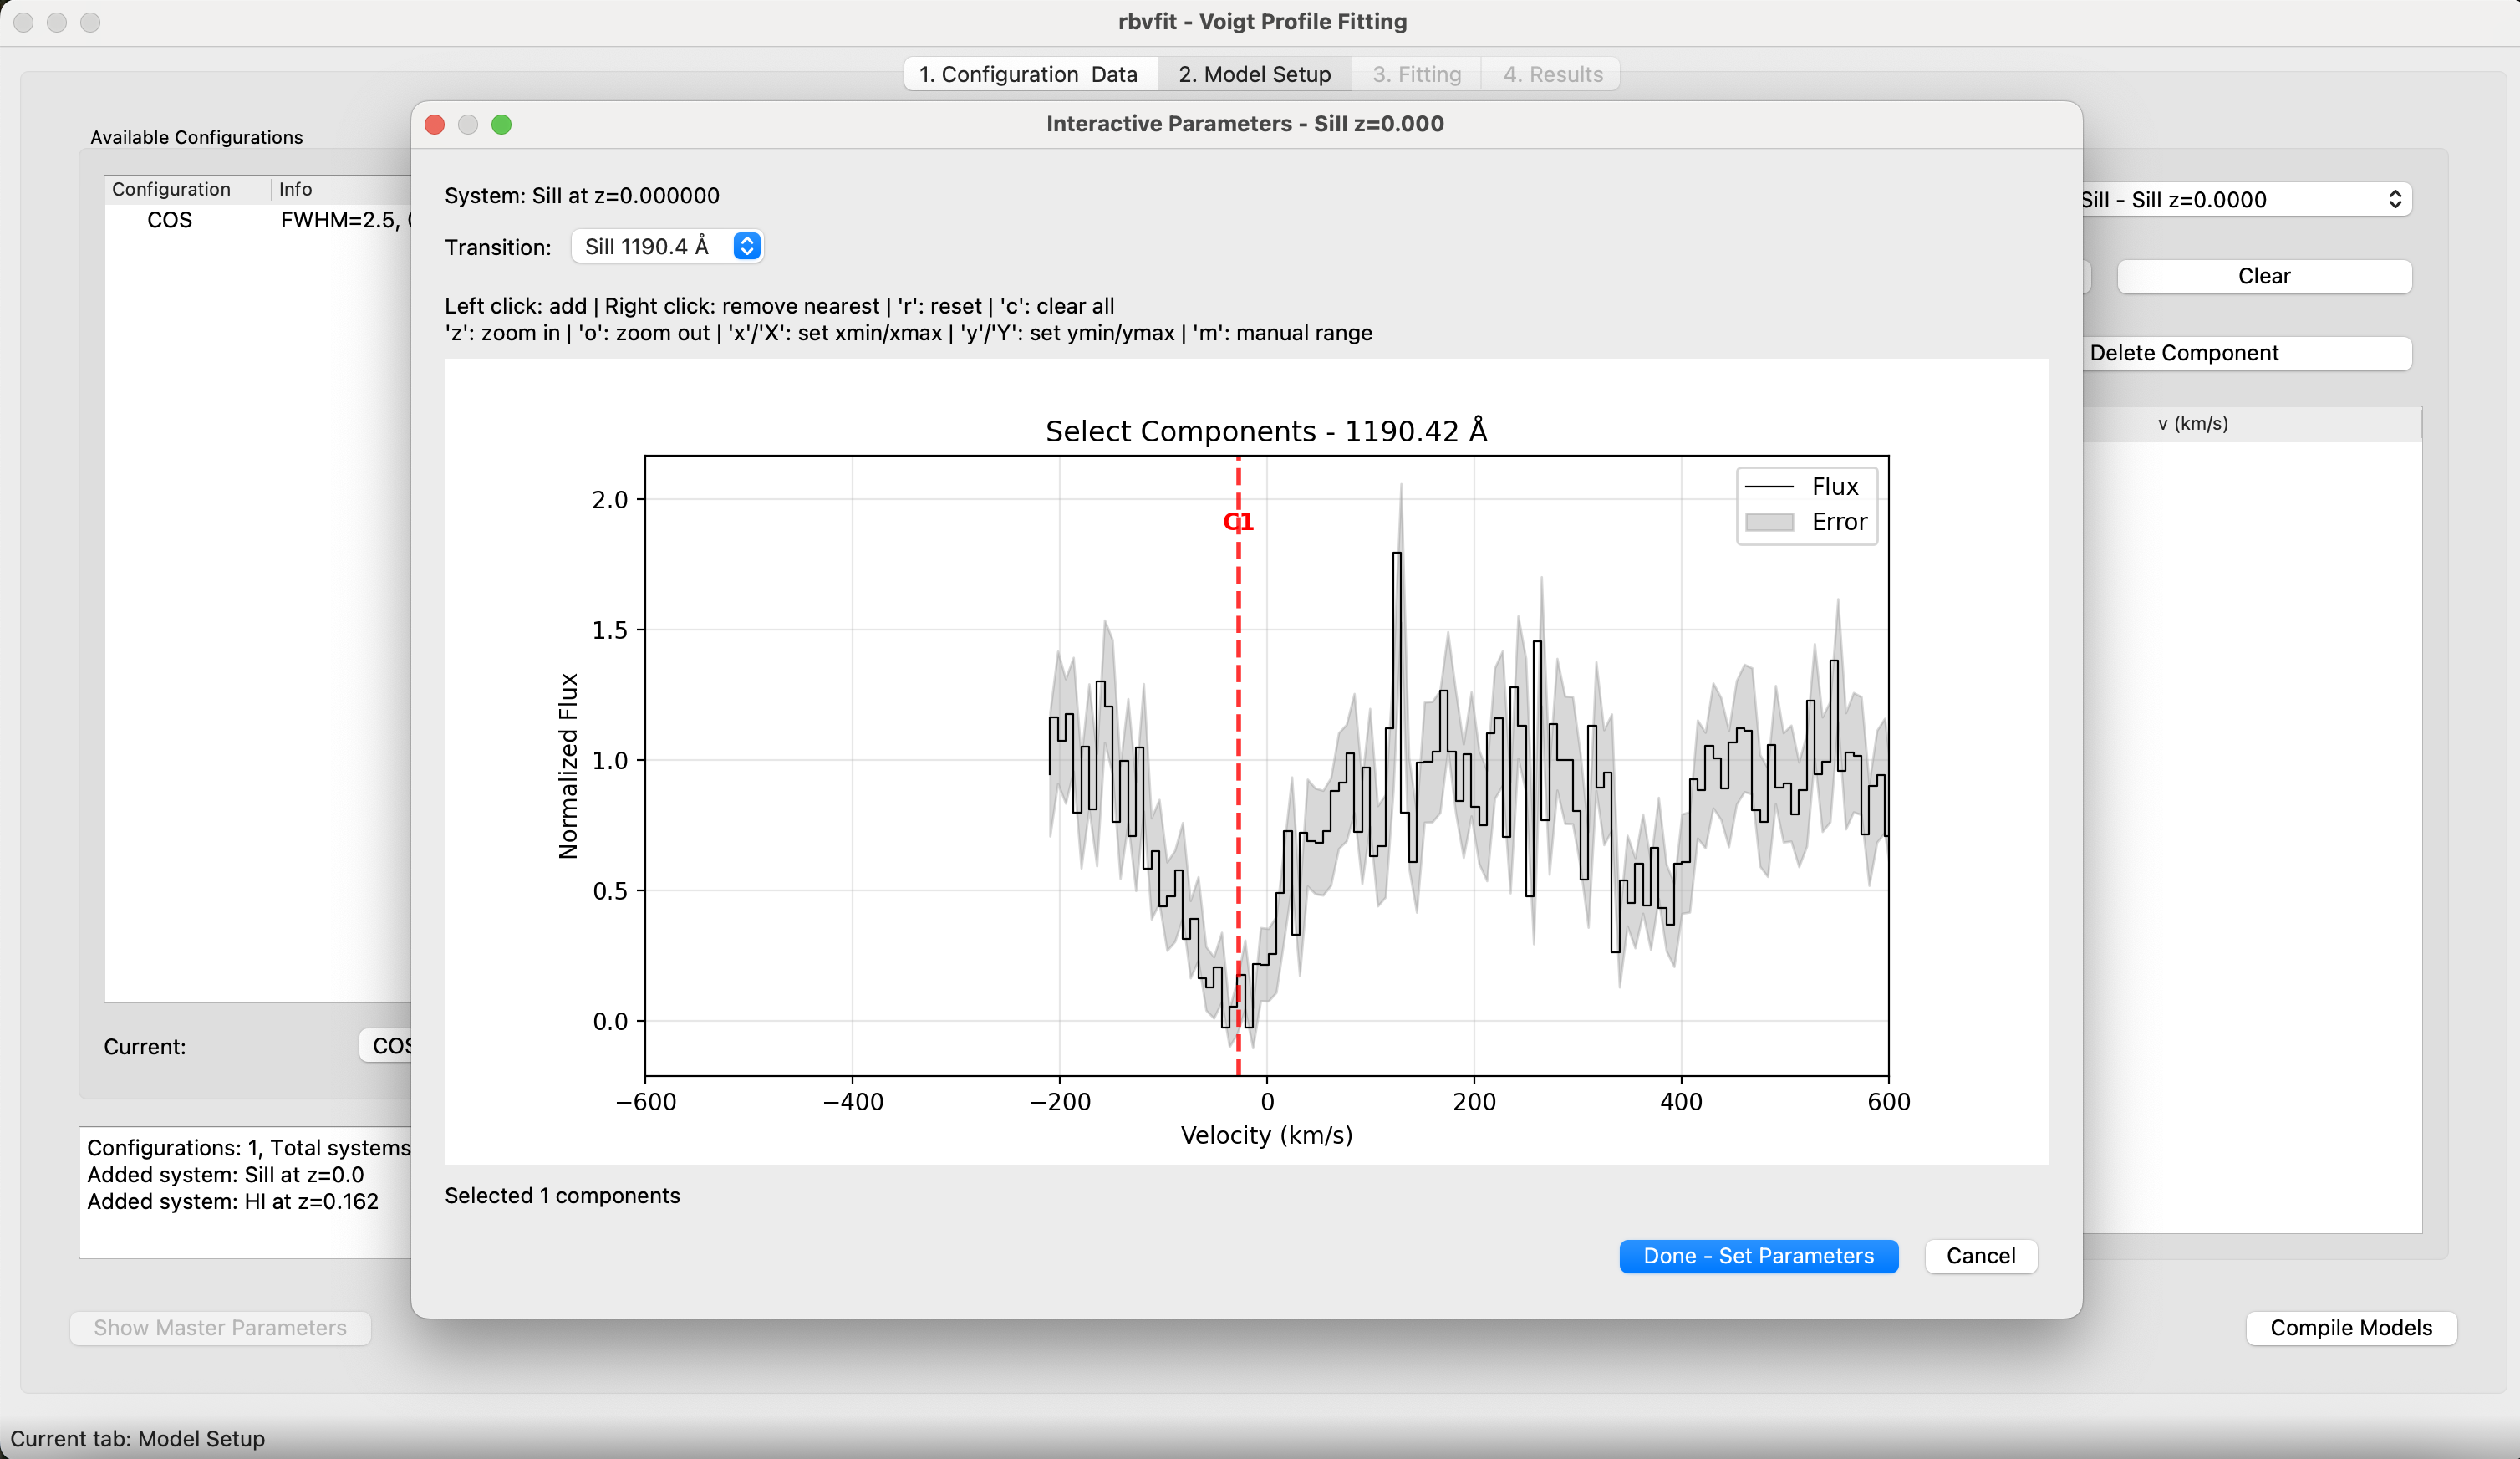 rbvfit - Voigt Profile Fitting
1. Configuration Data
2. Model Setup
3. Fitting
4. Results
Available Configurations
Configuration
Info
COS
FWHM=2.5,
Current:
COS
Configurations: 1, Total systems
Added system: SiII at z=0.0
Added system: HI at z=0.162
Show Master Parameters
Interactive Parameters - SiII z=0.000
System: SiII at z=0.000000
Transition:
SiII 1190.4 Å
Left click: add | Right click: remove nearest | 'r': reset | 'c': clear all
'z': zoom in | 'o': zoom out | 'x'/'X': set xmin/xmax | 'y'/'Y': set ymin/ymax | 'm': manual range
Select Components - 1190.42 Å
C1
Flux
Error
Normalized Flux
2.0
1.5
1.0
0.5
0.0
−600
−400
−200
0
200
400
600
Velocity (km/s)
Selected 1 components
Done - Set Parameters
Cancel
SiII - SiII z=0.0000
Clear
Delete Component
v (km/s)
Compile Models
Current tab: Model Setup